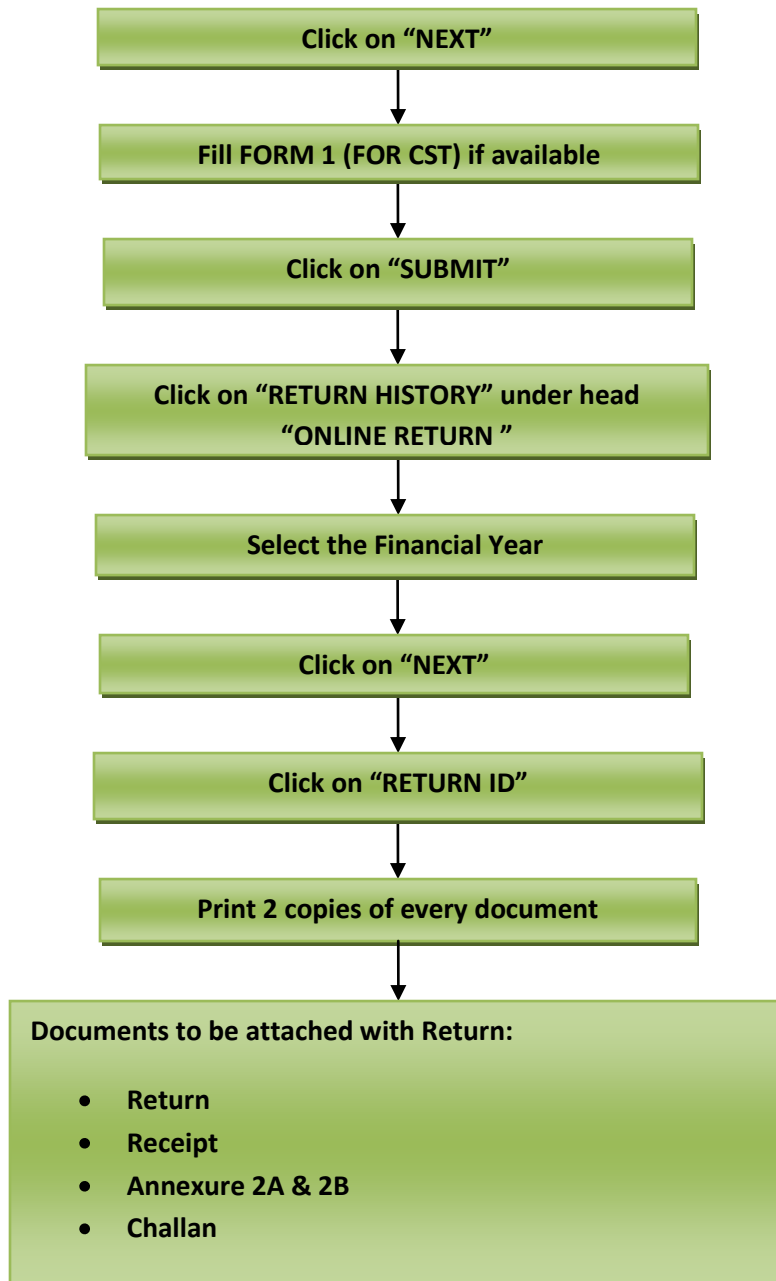 Click on “NEXT”
Fill FORM 1 (FOR CST) if available
Click on “SUBMIT”
Click on “RETURN HISTORY” under head
“ONLINE RETURN ”
Select the Financial Year
Click on “NEXT”
Click on “RETURN ID”
Print 2 copies of every document
Documents to be attached with Return:
• Return
• Receipt
• Annexure 2A & 2B
• Challan